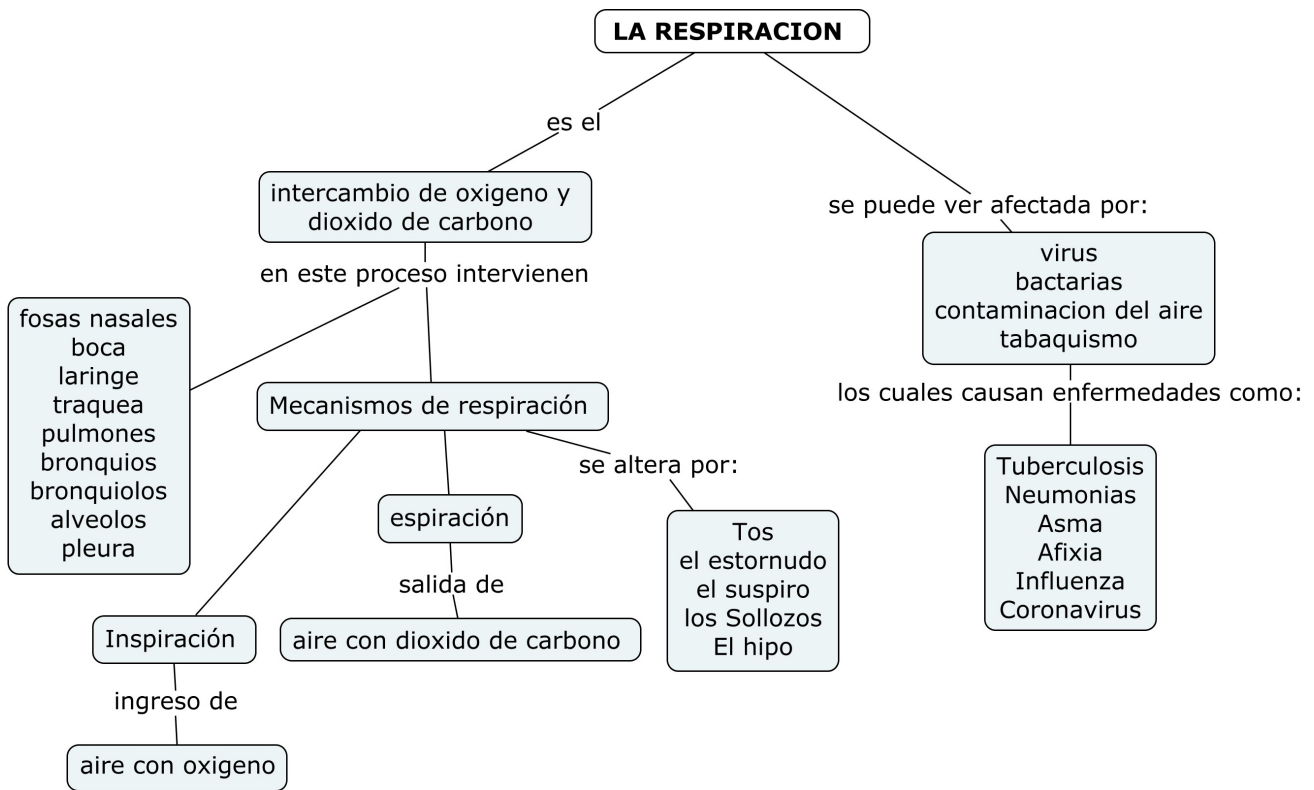 LA RESPIRACION
es el
intercambio de oxigeno y
dioxido de carbono
en este proceso intervienen
fosas nasales
boca
laringe
traquea
pulmones
bronquios
bronquiolos
alveolos
pleura
Mecanismos de respiración
Inspiración
ingreso de
aire con oxigeno
espiración
salida de
aire con dioxido de carbono
se altera por:
Tos
el estornudo
el suspiro
los Sollozos
El hipo
se puede ver afectada por:
virus
bactarias
contaminacion del aire
tabaquismo
los cuales causan enfermedades como:
Tuberculosis
Neumonias
Asma
Afixia
Influenza
Coronavirus